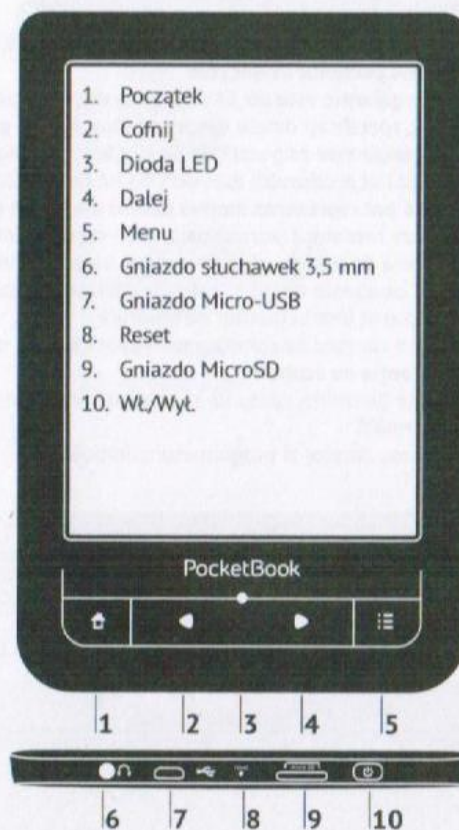 1. Początek
2. Cofnij
3. Dioda LED
4. Dalej
5. Menu
6. Gniazdo słuchawek 3,5 mm
7. Gniazdo Micro-USB
8. Reset
9. Gniazdo MicroSD
10. Wł./Wył.
PocketBook
1 2 3 4 5
6 7 8 9 10